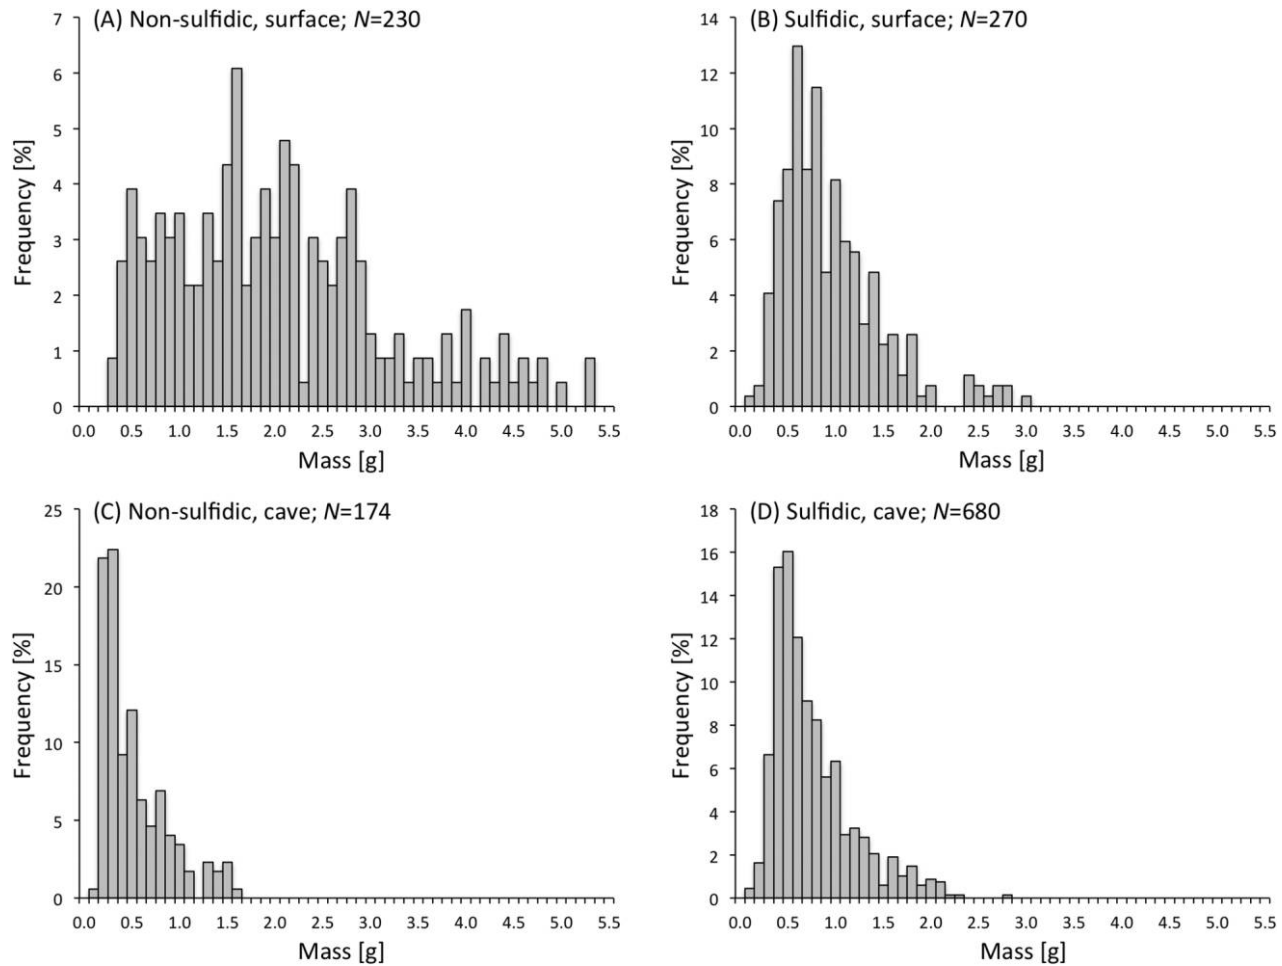 (A) Non-sulfidic, surface; N=230
Frequency [%]
7
6
5
4
3
2
1
0
0.0 0.5 1.0 1.5 2.0 2.5 3.0 3.5 4.0 4.5 5.0 5.5
Mass [g]
(B) Sulfidic, surface; N=270
Frequency [%]
14
12
10
8
6
4
2
0
0.0 0.5 1.0 1.5 2.0 2.5 3.0 3.5 4.0 4.5 5.0 5.5
Mass [g]
(C) Non-sulfidic, cave; N=174
Frequency [%]
25
20
15
10
5
0
0.0 0.5 1.0 1.5 2.0 2.5 3.0 3.5 4.0 4.5 5.0 5.5
Mass [g]
(D) Sulfidic, cave; N=680
Frequency [%]
18
16
14
12
10
8
6
4
2
0
0.0 0.5 1.0 1.5 2.0 2.5 3.0 3.5 4.0 4.5 5.0 5.5
Mass [g]